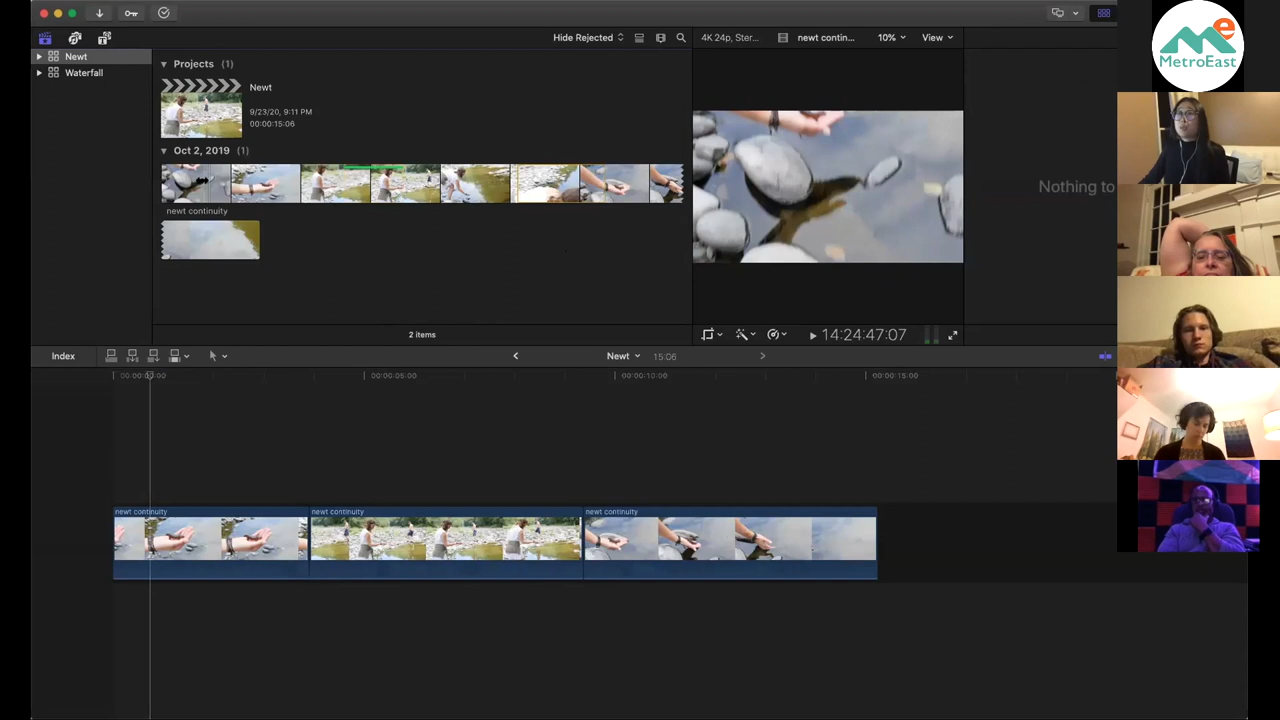 Hide Rejected
4K 24p, Ster...
newt contin...
10%
View
e
MetroEast
Newt
Waterfall
Projects (1)
Newt
9/23/20, 9:11 PM
00:00:15:06
Oct 2, 2019 (1)
newt continuity
Nothing to
2 items
14:24:47:07
Index
Newt
15:06
00:00:05:00
00:00:10:00
00:00:15:00
newt continuity
newt continuity
newt continuity